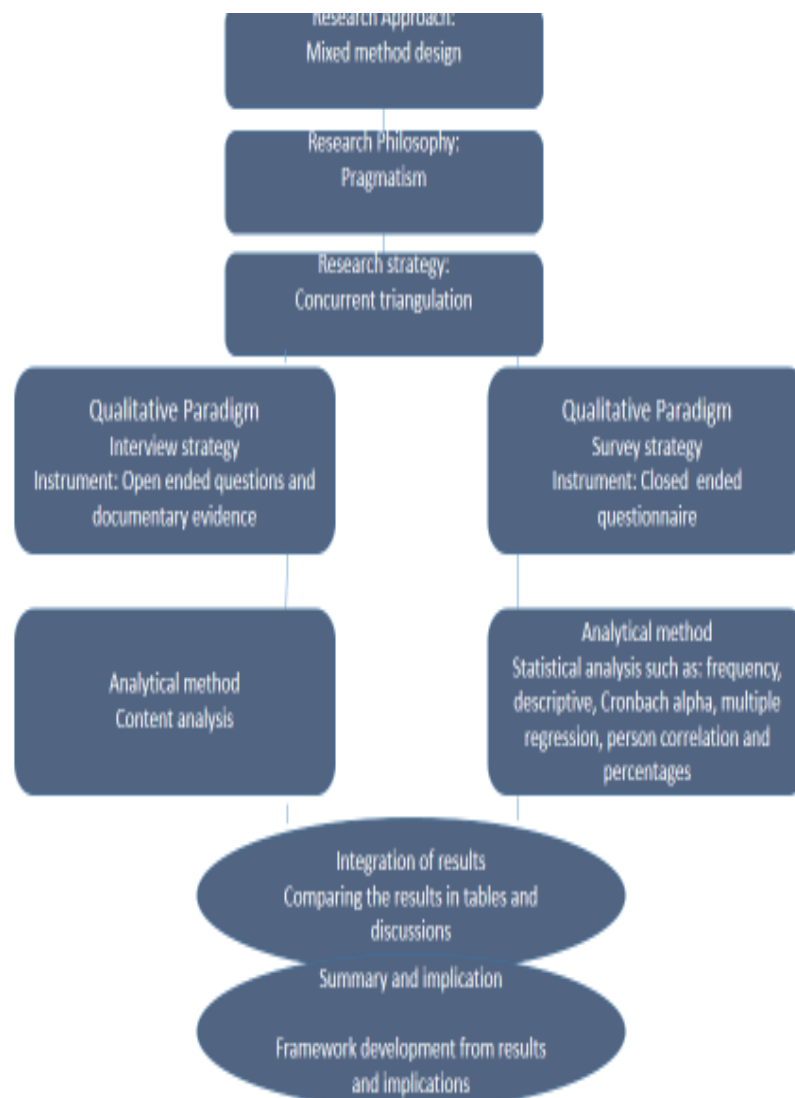 Research Approach:
Mixed method design
Research Philosophy:
Pragmatism
Research strategy:
Concurrent triangulation
Qualitative Paradigm
Interview strategy
Instrument: Open ended questions and
documentary evidence
Qualitative Paradigm
Survey strategy
Instrument: Closed ended
questionnaire
Analytical method
Content analysis
Analytical method
Statistical analysis such as: frequency,
descriptive, Cronbach alpha, multiple
regression, person correlation and
percentages
Integration of results
Comparing the results in tables and
discussions
Summary and implication
Framework development from results
and implications